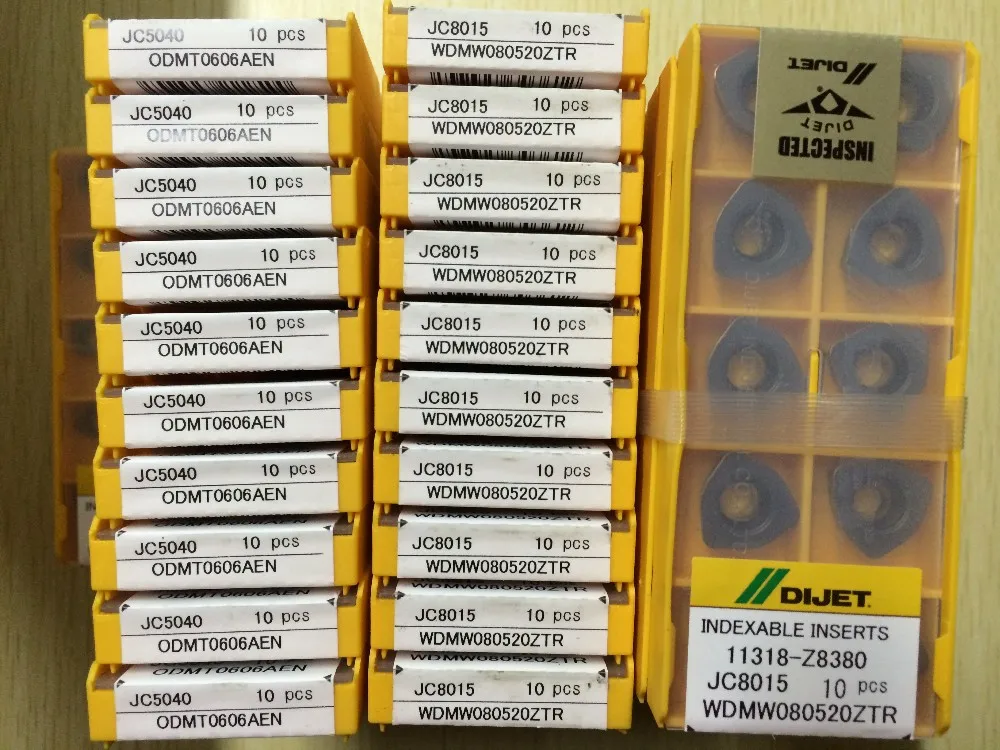 JC5040 10 pcs
ODMT0606AEN
JC5040 10 pcs
ODMT0606AEN
JC5040 10 pcs
ODMT0606AEN
JC5040 10 pcs
ODMT0606AEN
JC5040 10 pcs
ODMT0606AEN
JC5040 10 pcs
ODMT0606AEN
JC5040 10 pcs
ODMT0606AEN
JC5040 10 pcs
ODMT0606AEN
JC5040 10 pcs
ODMT0606AEN
JC5040 10 pcs
ODMT0606AEN
JC8015 10 pcs
WDMW080520ZTR
JC8015 10 pcs
WDMW080520ZTR
JC8015 10 pcs
WDMW080520ZTR
JC8015 10 pcs
WDMW080520ZTR
JC8015 10 pcs
WDMW080520ZTR
JC8015 10 pcs
WDMW080520ZTR
JC8015 10 pcs
WDMW080520ZTR
JC8015 10 pcs
WDMW080520ZTR
JC8015 10 pcs
WDMW080520ZTR
JC8015 10 pcs
WDMW080520ZTR
DIJET
DIJET
INSPECTED
DIJET
INDEXABLE INSERTS
11318-Z8380
JC8015 10 pcs
WDMW080520ZTR